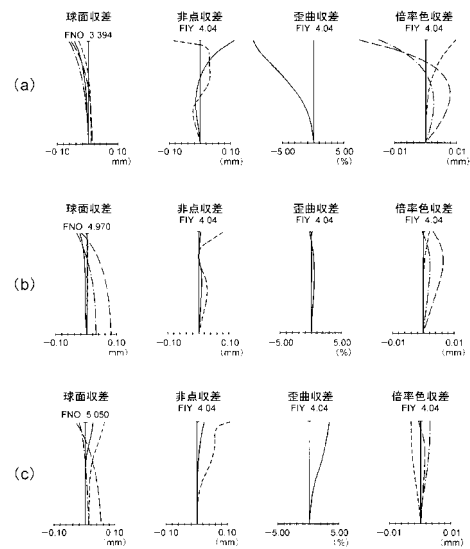 球面収差 非点収差 歪曲収差 倍率色収差
FNO 3.394 FIY 4.04 FIY 4.04 FIY 4.04
(a)
-0.10 0.10 -0.10 0.10 -5.00 5.00 -0.01 0.01
(mm) (mm) (%) (mm)
球面収差 非点収差 歪曲収差 倍率色収差
FNO 4.970 FIY 4.04 FIY 4.04 FIY 4.04
(b)
-0.10 0.10 -0.10 0.10 -5.00 5.00 -0.01 0.01
(mm) (mm) (%) (mm)
球面収差 非点収差 歪曲収差 倍率色収差
FNO 5.050 FIY 4.04 FIY 4.04 FIY 4.04
(c)
-0.10 0.10 -0.10 0.10 -5.00 5.00 -0.01 0.01
(mm) (mm) (%) (mm)